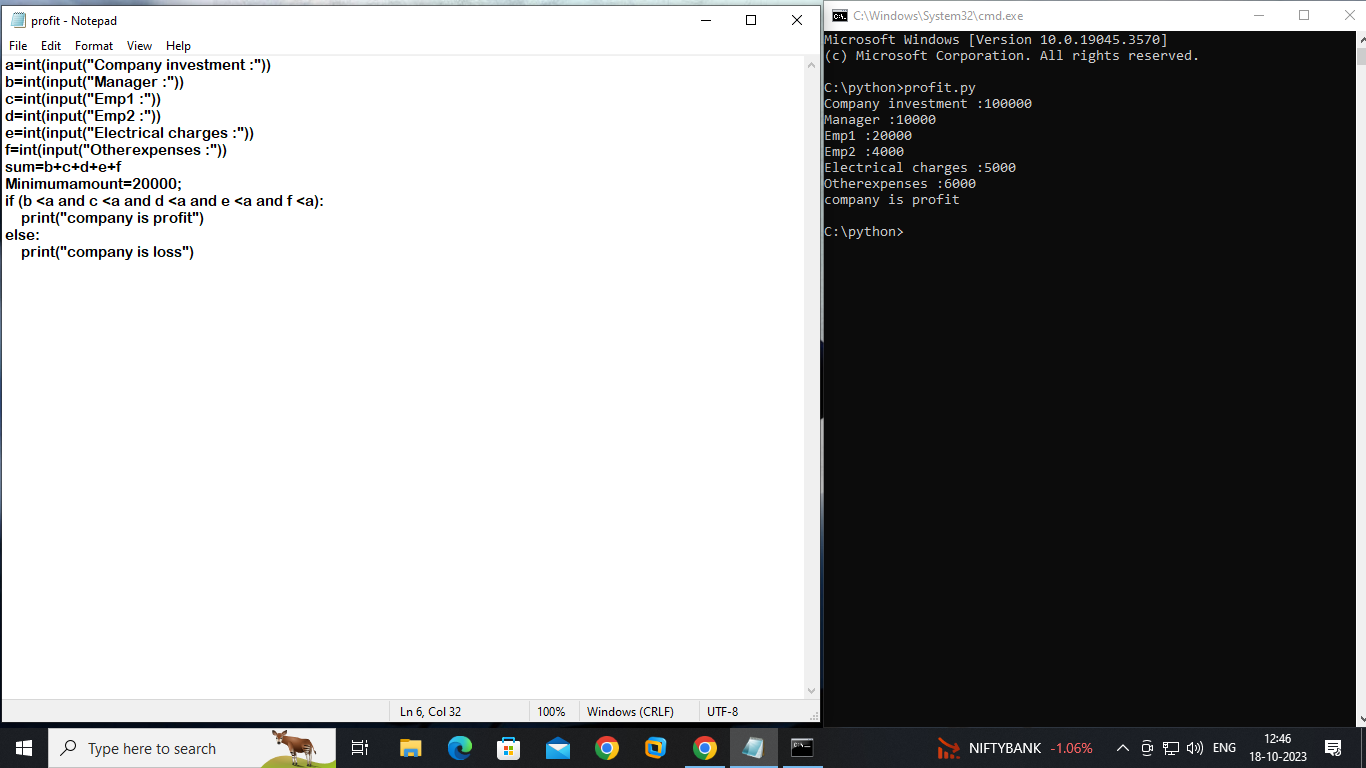 profit - Notepad
File Edit Format View Help
a=int(input("Company investment :"))
b=int(input("Manager :"))
c=int(input("Emp1 :"))
d=int(input("Emp2 :"))
e=int(input("Electrical charges :"))
f=int(input("Otherexpenses :"))
sum=b+c+d+e+f
Minimumamount=20000;
if (b <a and c <a and d <a and e <a and f <a):
    print("company is profit")
else:
    print("company is loss")
Ln 6, Col 32 100% Windows (CRLF) UTF-8
C:\Windows\System32\cmd.exe
Microsoft Windows [Version 10.0.19045.3570]
(c) Microsoft Corporation. All rights reserved.
C:\python>profit.py
Company investment :100000
Manager :10000
Emp1 :20000
Emp2 :4000
Electrical charges :5000
Otherexpenses :6000
company is profit
C:\python>
Type here to search
NIFTYBANK -1.06%
ENG
12:46
18-10-2023